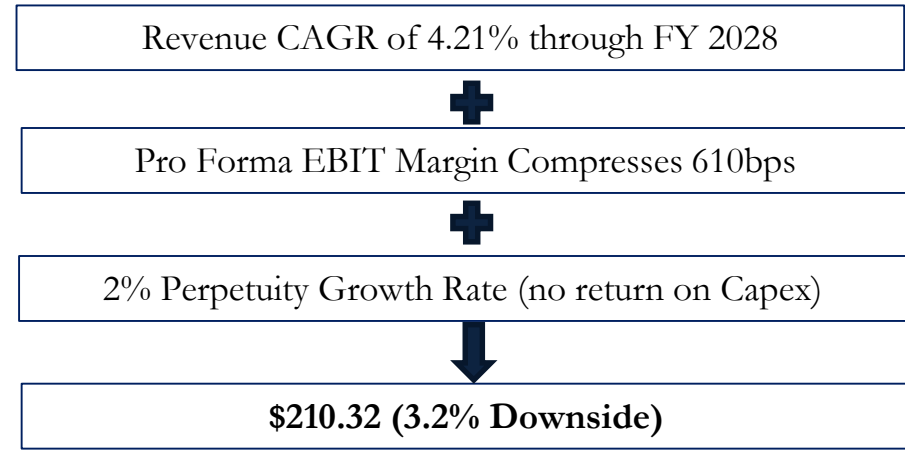 Revenue CAGR of 4.21% through FY 2028
Pro Forma EBIT Margin Compresses 610bps
2% Perpetuity Growth Rate (no return on Capex)
$210.32 (3.2% Downside)